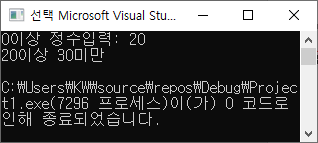 선택 Microsoft Visual Stu...
0이상 정수입력: 20
20이상 30미만
C:₩Users₩K₩₩source₩repos₩Debug₩Projec
t1.exe(7296 프로세스)이(가) 0 코드로
인해 종료되었습니다.